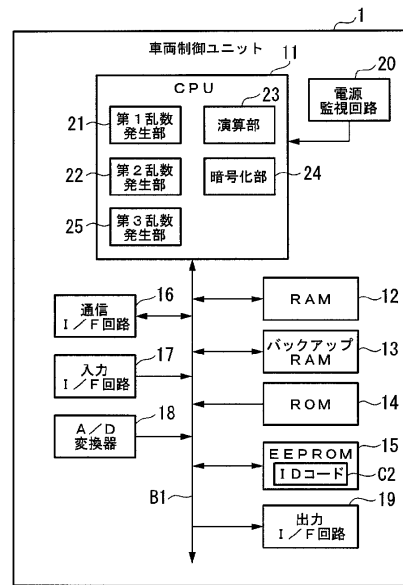 1
車両制御ユニット
11
20
CPU
23
電源
監視回路
21
第1乱数
発生部
演算部
22
第2乱数
発生部
暗号化部
24
25
第3乱数
発生部
16
通信
I/F回路
RAM
12
17
入力
I/F回路
バックアップ
RAM
13
18
A/D
変換器
ROM
14
15
EEPROM
IDコード
C2
B1
19
出力
I/F回路